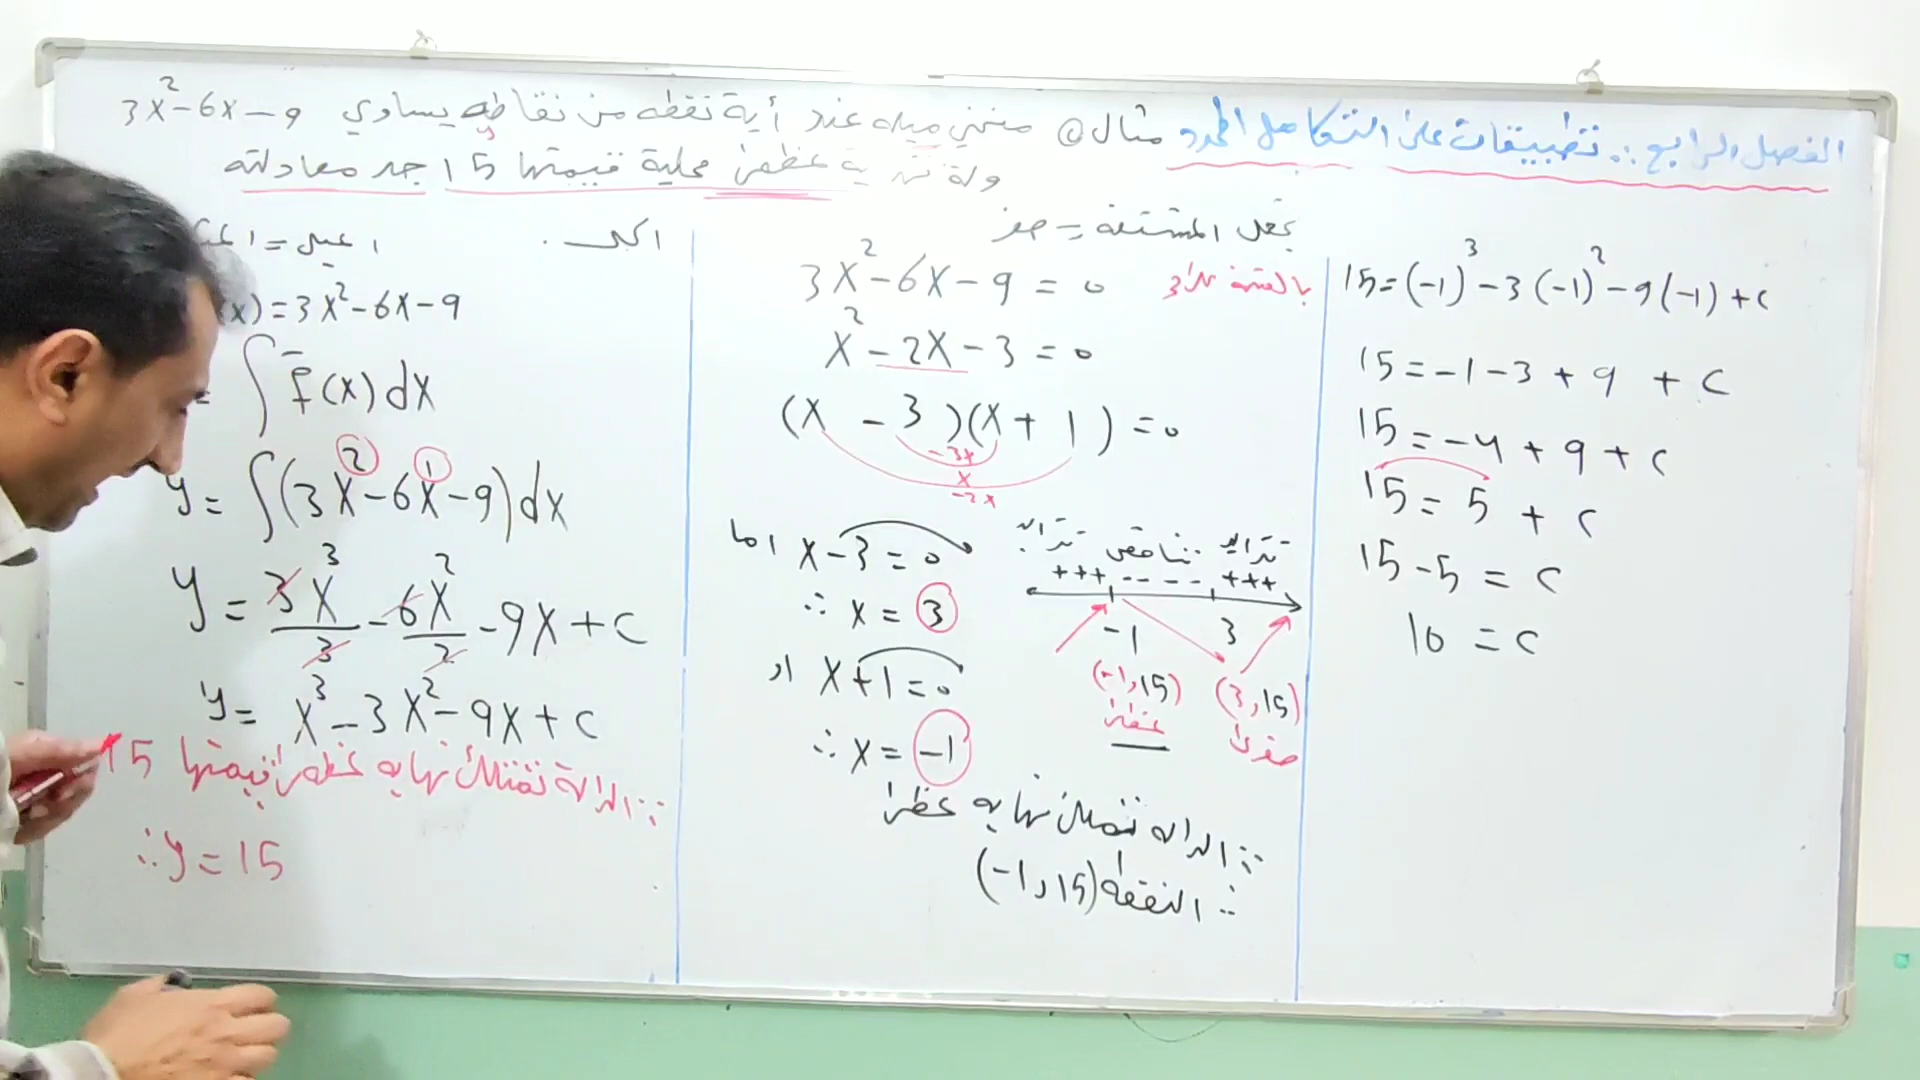 الفصل الرابع :. تطبيقات على التكامل المحدد مثال منحني ميله عند أية نقطة من نقاطه يساوي 3x²-6x-9
وله نهاية عظمى محلية قيمتها 15 جد معادلته
y
الميل = ا
(x)=3x²-6x-9
= ∫ f̄(x)dx
y= ∫(3x²-6x¹-9)dx
y = 3x³/3 - 6x²/2 - 9x+c
y= x³-3x²-9x+c
∵ الدالة تمتلك نهاية عظمى قيمتها 15
∴ y=15
نجعل المشتقة = صفر
3x²-6x-9=0 بالقسمة على 3
x²-2x-3=0
(x - 3)(x + 1)=0
-3x
x
-2x
اما x-3=0
∴ x = 3
او x+1=0
∴ x = -1
تزايد تناقص تزايد
+++ ---- +++
-1 3
(-1,15) (3,15)
عظمى صغرى
∵ الدالة تمتلك نهاية عظمى
∴ النقطة (-1,15)
15=(-1)³-3(-1)²-9(-1)+c
15=-1-3+9+c
15=-4+9+c
15=5+c
15-5=c
10=c